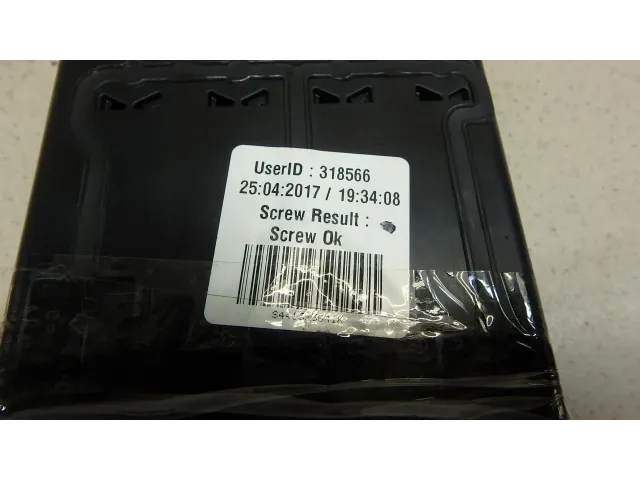 UserID : 318566
25:04:2017 / 19:34:08
Screw Result :
Screw Ok